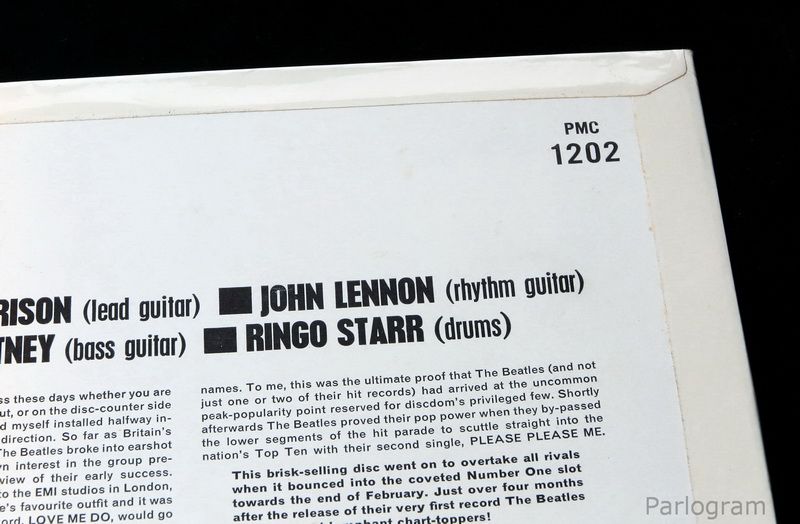 PMC
1202
RISON (lead guitar) ■ JOHN LENNON (rhythm guitar)
TNEY (bass guitar) ■ RINGO STARR (drums)
ss these days whether you are
ut, or on the disc-counter side
d myself installed halfway in-
direction. So far as Britain's
The Beatles broke into earshot
n interest in the group pre-
view of their early success.
to the EMI studios in London,
e's favourite outfit and it was
ord, LOVE ME DO, would go
names. To me, this was the ultimate proof that The Beatles (and not
just one or two of their hit records) had arrived at the uncommon
peak-popularity point reserved for discdom's privileged few. Shortly
afterwards The Beatles proved their pop power when they by-passed
the lower segments of the hit parade to scuttle straight into the
nation's Top Ten with their second single, PLEASE PLEASE ME.
This brisk-selling disc went on to overtake all rivals
when it bounced into the coveted Number One slot
towards the end of February. Just over four months
after the release of their very first record The Beatles
chart-toppers!
Parlogram